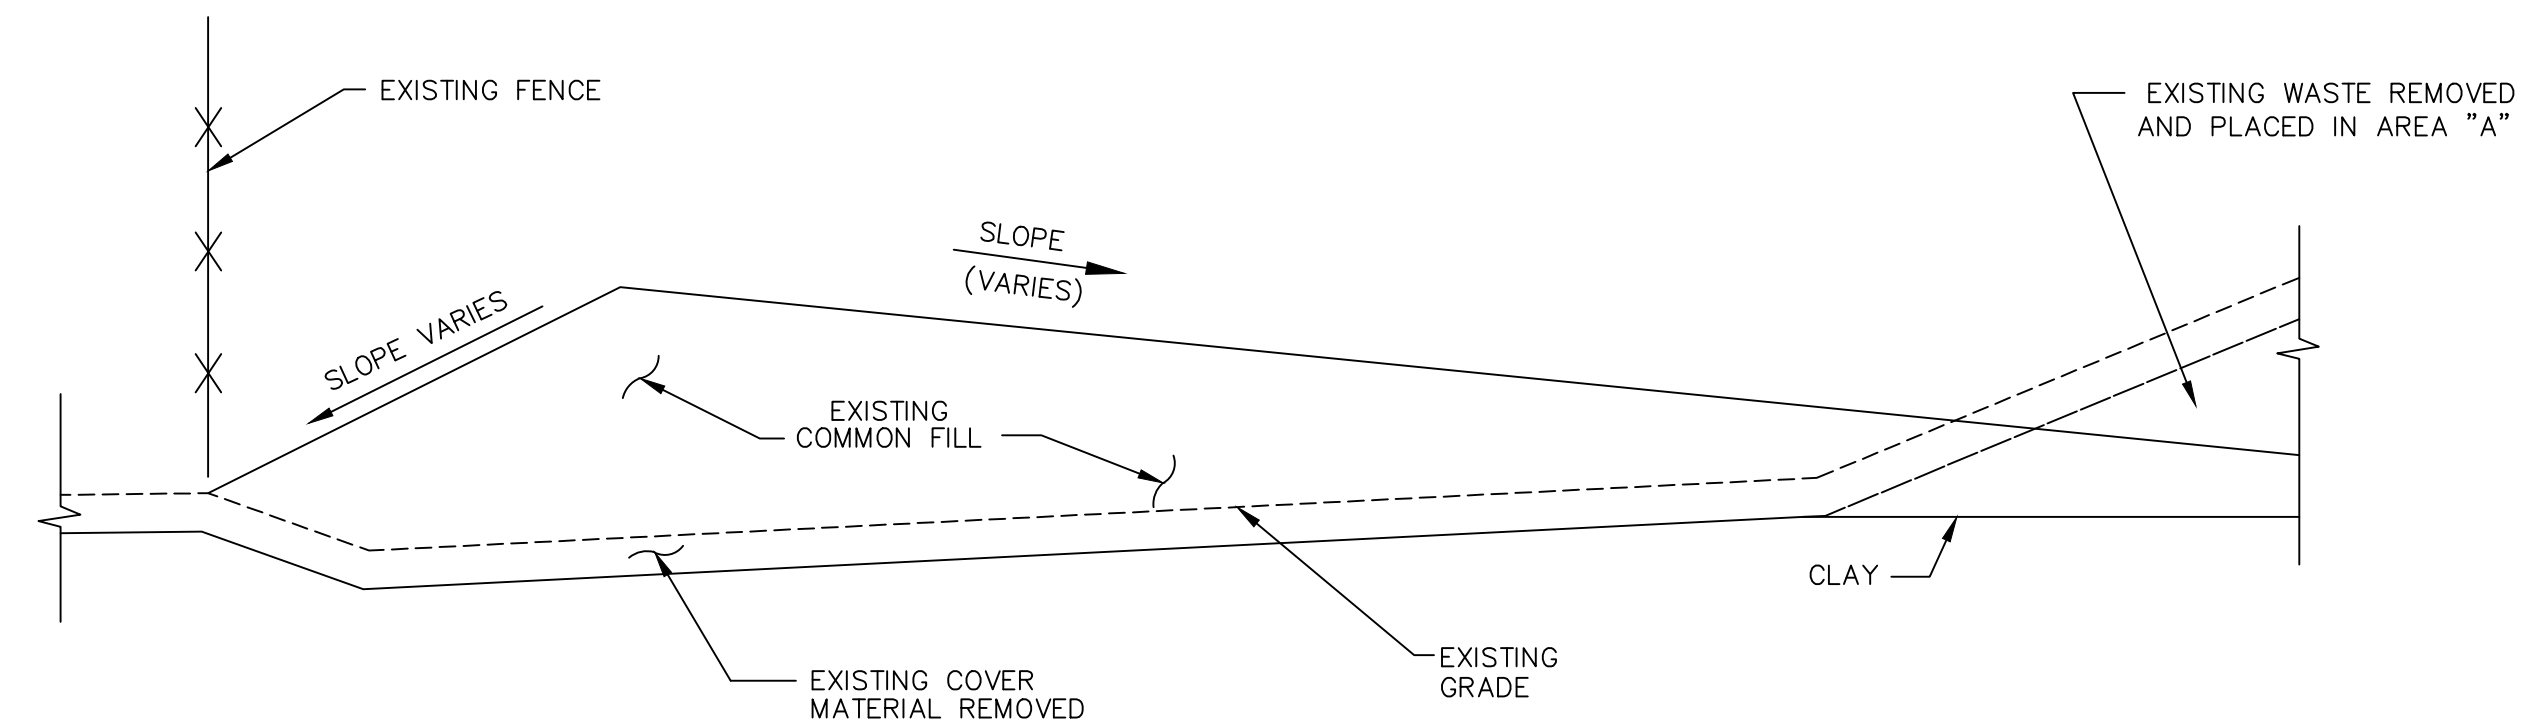 EXISTING FENCE
EXISTING WASTE REMOVED
AND PLACED IN AREA "A"
SLOPE
(VARIES)
SLOPE VARIES
EXISTING
COMMON FILL
CLAY
EXISTING
GRADE
EXISTING COVER
MATERIAL REMOVED